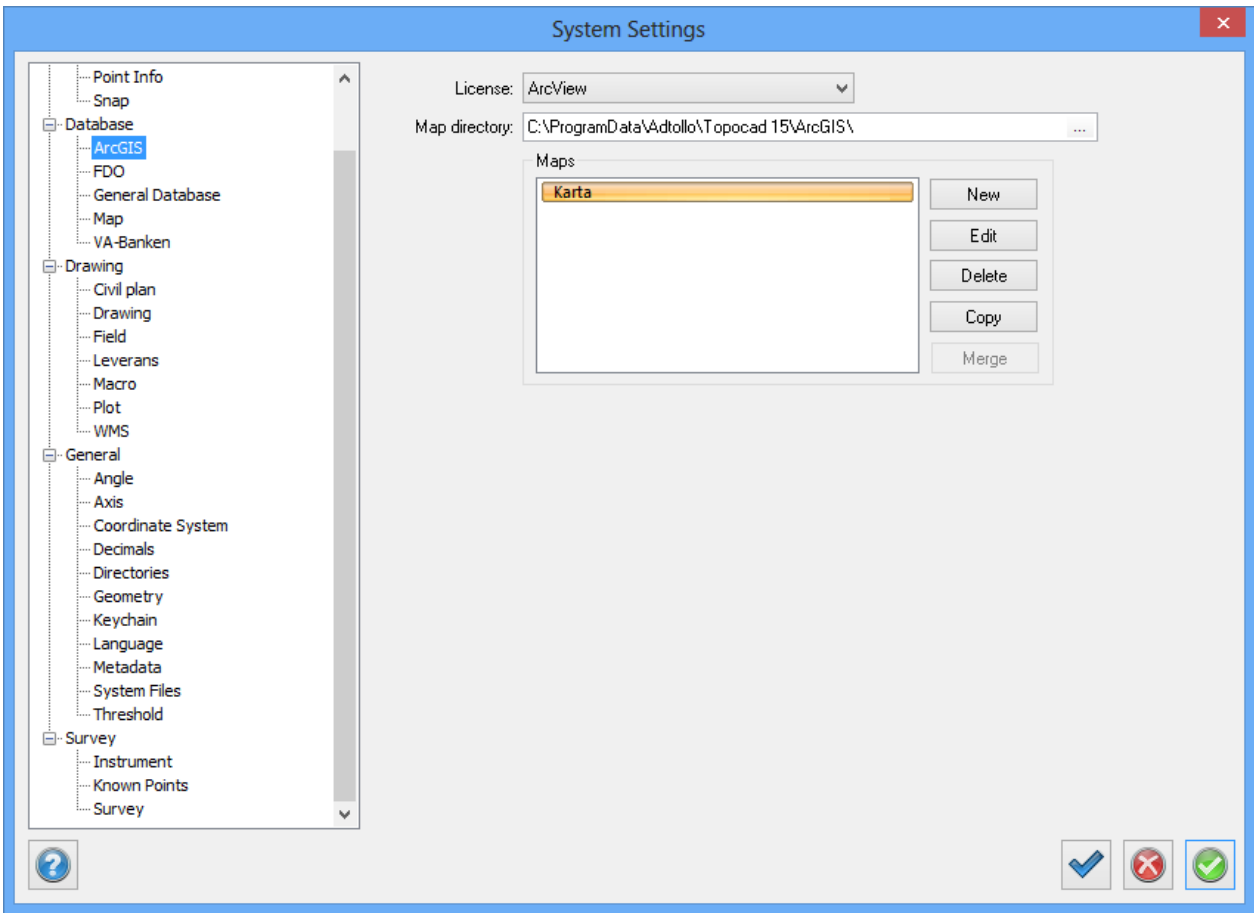 System Settings
Point Info
Snap
Database
ArcGIS
FDO
General Database
Map
VA-Banken
Drawing
Civil plan
Drawing
Field
Leverans
Macro
Plot
WMS
General
Angle
Axis
Coordinate System
Decimals
Directories
Geometry
Keychain
Language
Metadata
System Files
Threshold
Survey
Instrument
Known Points
Survey
License: ArcView
Map directory: C:\ProgramData\Adtollo\Topocad 15\ArcGIS\ ...
Maps
Karta
New
Edit
Delete
Copy
Merge